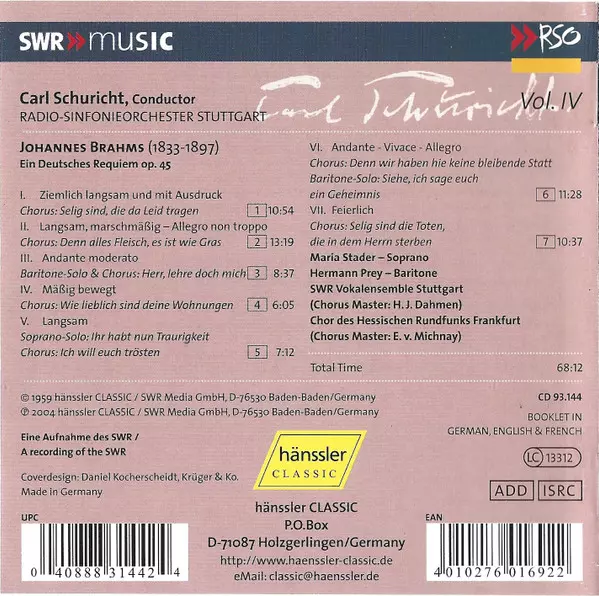 SWR»music
»RSO
Carl Schuricht, Conductor
RADIO-SINFONIEORCHESTER STUTTGART
Carl Schuricht
Vol. IV
JOHANNES BRAHMS (1833-1897)
Ein Deutsches Requiem op. 45
I. Ziemlich langsam und mit Ausdruck
Chorus: Selig sind, die da Leid tragen 1 10:54
II. Langsam, marschmäßig – Allegro non troppo
Chorus: Denn alles Fleisch, es ist wie Gras 2 13:19
III. Andante moderato
Baritone-Solo & Chorus: Herr, lehre doch mich 3 8:37
IV. Mäßig bewegt
Chorus: Wie lieblich sind deine Wohnungen 4 6:05
V. Langsam
Soprano-Solo: Ihr habt nun Traurigkeit
Chorus: Ich will euch trösten 5 7:12
VI. Andante - Vivace - Allegro
Chorus: Denn wir haben hie keine bleibende Statt
Baritone-Solo: Siehe, ich sage euch
ein Geheimnis 6 11:28
VII. Feierlich
Chorus: Selig sind die Toten,
die in dem Herrn sterben 7 10:37
Maria Stader – Soprano
Hermann Prey – Baritone
SWR Vokalensemble Stuttgart
(Chorus Master: H. J. Dahmen)
Chor des Hessischen Rundfunks Frankfurt
(Chorus Master: E. v. Michnay)
Total Time 68:12
© 1959 hänssler CLASSIC / SWR Media GmbH, D-76530 Baden-Baden/Germany
℗ 2004 hänssler CLASSIC / SWR Media GmbH, D-76530 Baden-Baden/Germany
Eine Aufnahme des SWR /
A recording of the SWR
Coverdesign: Daniel Kocherscheidt, Krüger & Ko.
Made in Germany
hänssler
CLASSIC
hänssler CLASSIC
P.O.Box
D-71087 Holzgerlingen/Germany
http://www.haenssler-classic.de
eMail: classic@haenssler.de
CD 93.144
BOOKLET IN
GERMAN, ENGLISH & FRENCH
LC 13312
ADD ISRC
UPC
0 40888 31442 4
EAN
4 010276 016922